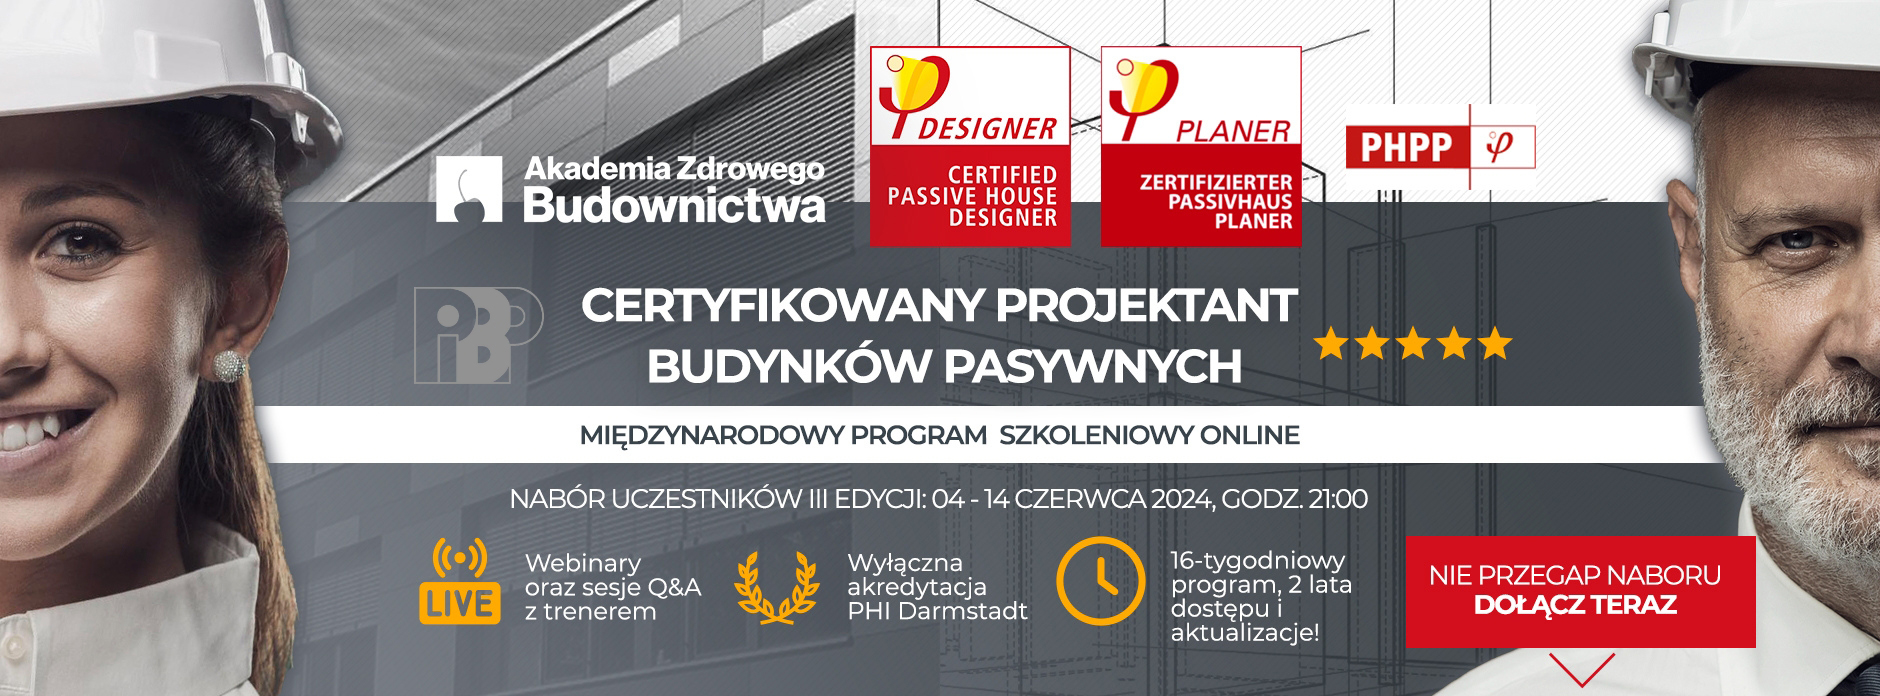 Akademia Zdrowego
Budownictwa
DESIGNER
CERTIFIED
PASSIVE HOUSE
DESIGNER
PLANER
ZERTIFIZIERTER
PASSIVHAUS
PLANER
PHPP
PiBP
CERTYFIKOWANY PROJEKTANT
BUDYNKÓW PASYWNYCH
MIĘDZYNARODOWY PROGRAM SZKOLENIOWY ONLINE
NABÓR UCZESTNIKÓW III EDYCJI: 04 - 14 CZERWCA 2024, GODZ. 21:00
LIVE
Webinary
oraz sesje Q&A
z trenerem
Wyłączna
akredytacja
PHI Darmstadt
16-tygodniowy
program, 2 lata
dostępu i
aktualizacje!
NIE PRZEGAP NABORU
DOŁĄCZ TERAZ